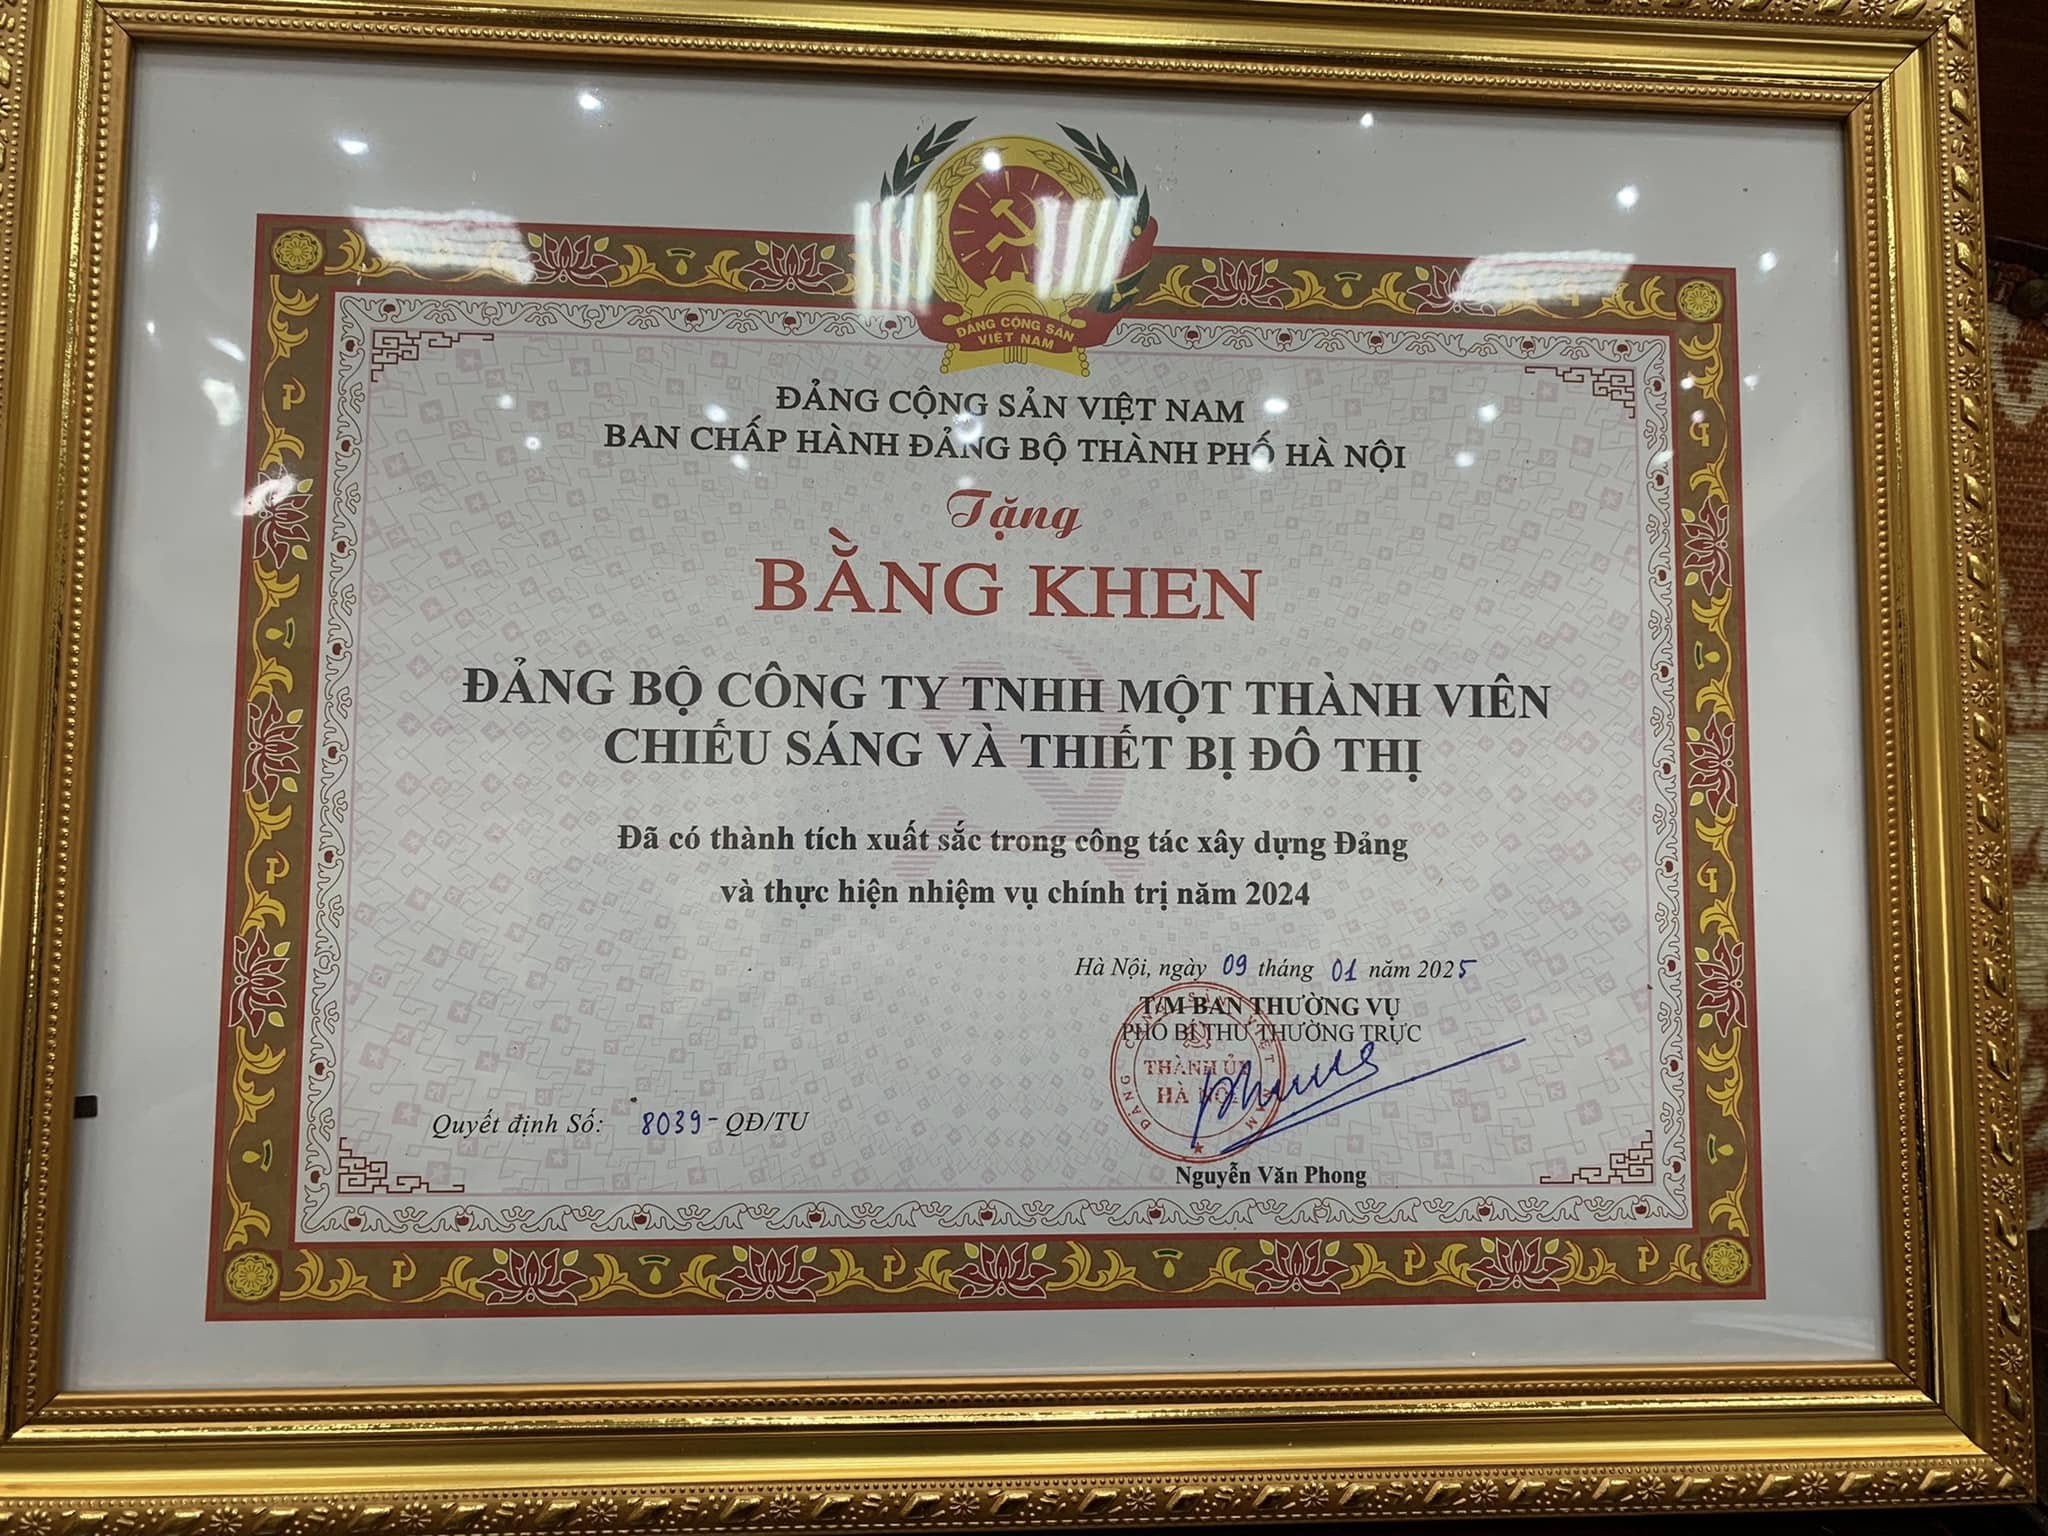 ĐẢNG CỘNG SẢN
VIỆT NAM
ĐẢNG CỘNG SẢN VIỆT NAM
BAN CHẤP HÀNH ĐẢNG BỘ THÀNH PHỐ HÀ NỘI
Tặng
BẰNG KHEN
ĐẢNG BỘ CÔNG TY TNHH MỘT THÀNH VIÊN
CHIẾU SÁNG VÀ THIẾT BỊ ĐÔ THỊ
Đã có thành tích xuất sắc trong công tác xây dựng Đảng
và thực hiện nhiệm vụ chính trị năm 2024
Hà Nội, ngày 09 tháng 01 năm 2025
T/M BAN THƯỜNG VỤ
PHÓ BÍ THƯ THƯỜNG TRỰC
THÀNH ỦY
HÀ NỘI
Quyết định Số: 8039-QĐ/TU
Nguyễn Văn Phong